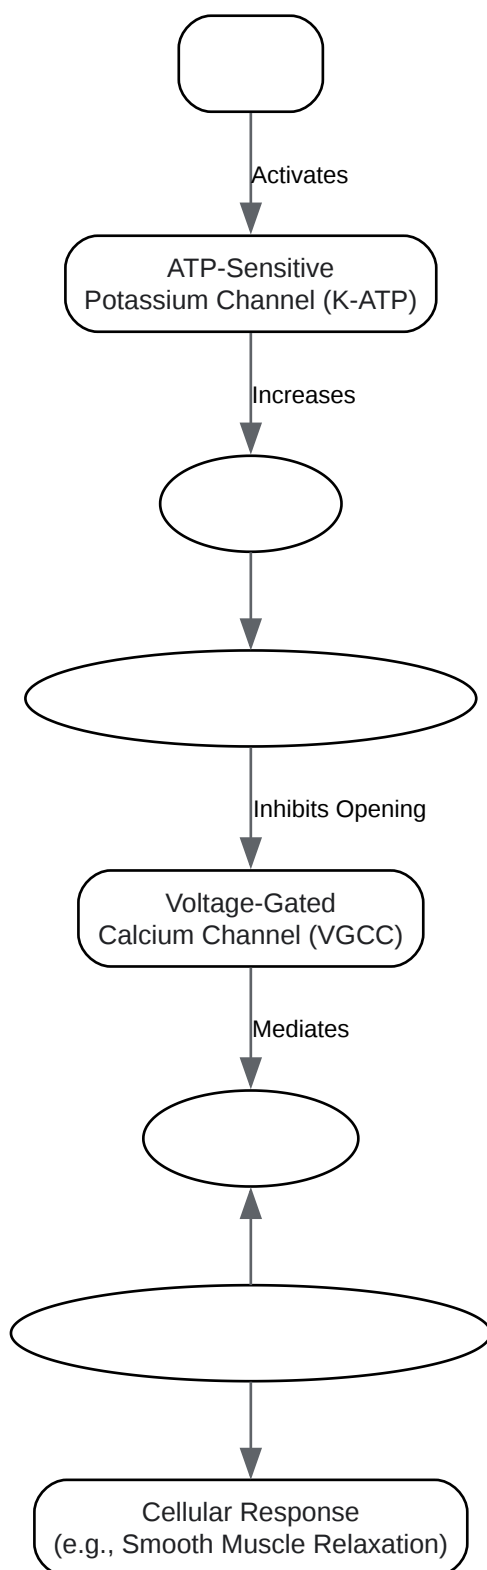 Activates
ATP-Sensitive
Potassium Channel (K-ATP)
Increases
Inhibits Opening
Voltage-Gated
Calcium Channel (VGCC)
Mediates
Cellular Response
(e.g., Smooth Muscle Relaxation)